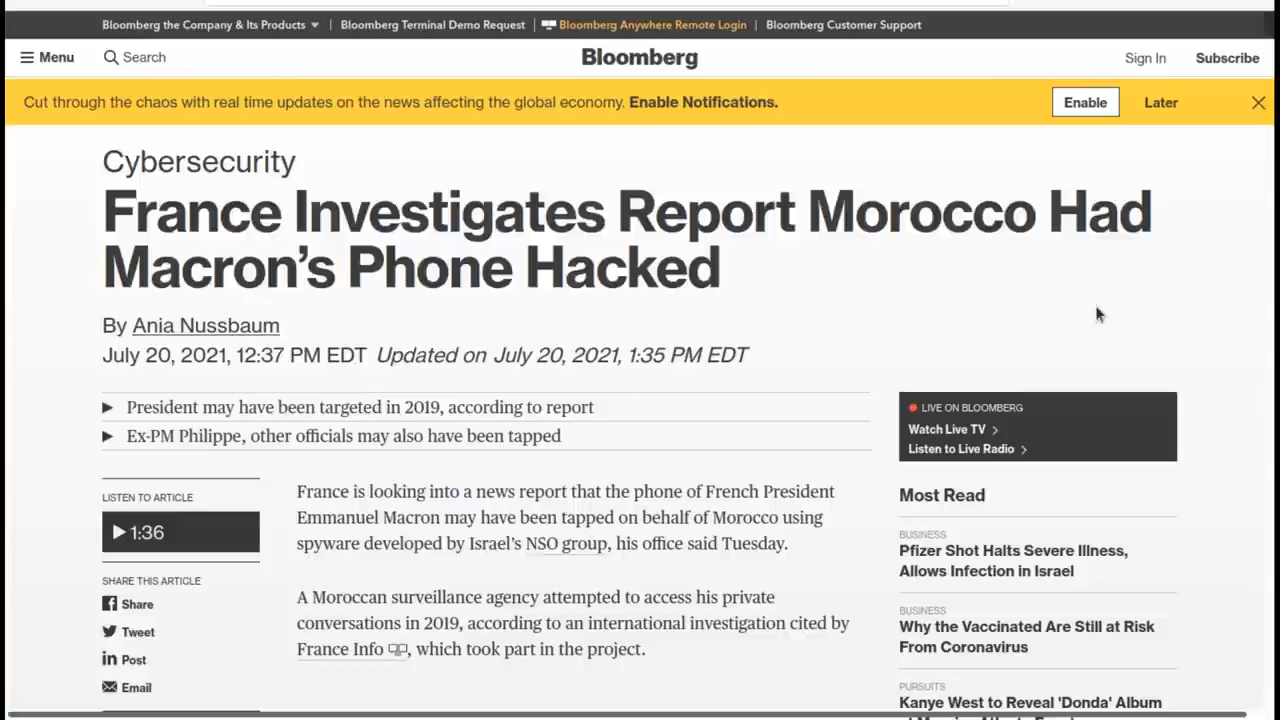 Bloomberg the Company & Its Products
Bloomberg Terminal Demo Request
Bloomberg Anywhere Remote Login
Bloomberg Customer Support
Menu
Search
Bloomberg
Sign In
Subscribe
Cut through the chaos with real time updates on the news affecting the global economy. Enable Notifications.
Enable
Later
Cybersecurity
France Investigates Report Morocco Had
Macron's Phone Hacked
By Ania Nussbaum
July 20, 2021, 12:37 PM EDT Updated on July 20, 2021, 1:35 PM EDT
President may have been targeted in 2019, according to report
Ex-PM Philippe, other officials may also have been tapped
LISTEN TO ARTICLE
1:36
SHARE THIS ARTICLE
Share
Tweet
Post
Email
France is looking into a news report that the phone of French President
Emmanuel Macron may have been tapped on behalf of Morocco using
spyware developed by Israel's NSO group, his office said Tuesday.
A Moroccan surveillance agency attempted to access his private
conversations in 2019, according to an international investigation cited by
France Info, which took part in the project.
LIVE ON BLOOMBERG
Watch Live TV
Listen to Live Radio
Most Read
BUSINESS
Pfizer Shot Halts Severe Illness,
Allows Infection in Israel
BUSINESS
Why the Vaccinated Are Still at Risk
From Coronavirus
PURSUITS
Kanye West to Reveal 'Donda' Album